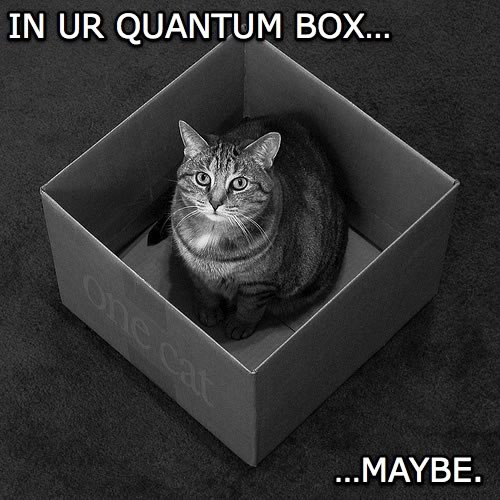 IN UR QUANTUM BOX...
one cat
...MAYBE.